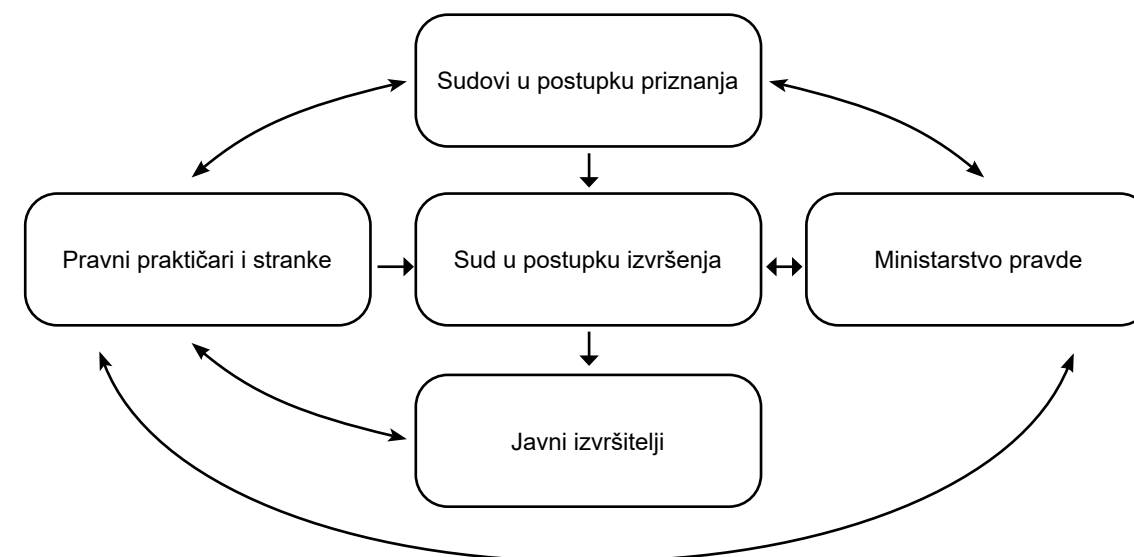 Sudovi u postupku priznanja
Pravni praktičari i stranke
Sud u postupku izvršenja
Ministarstvo pravde
Javni izvršitelji